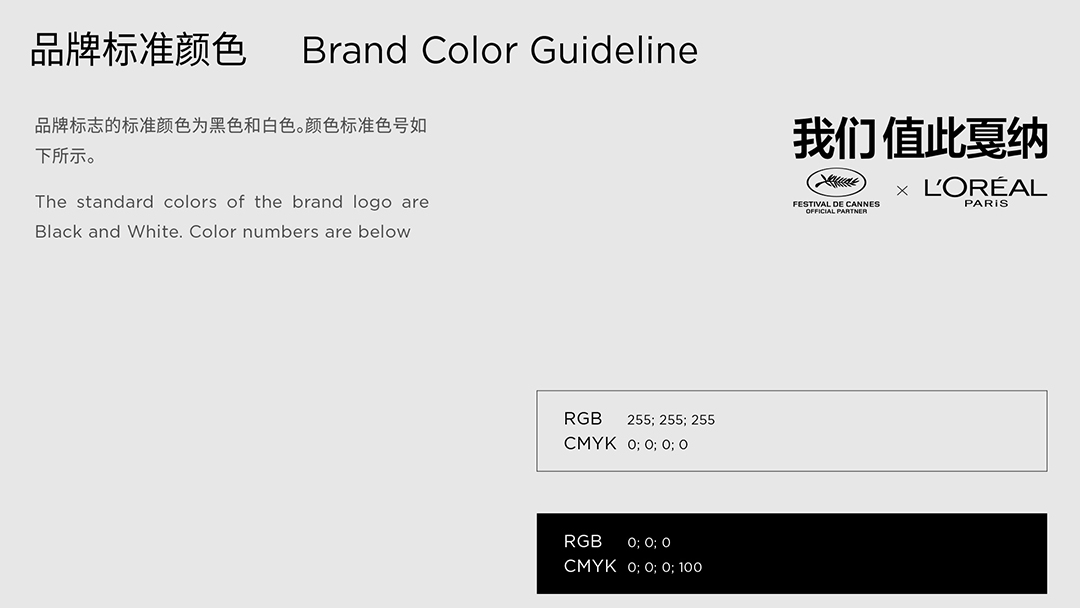 品牌标准颜色 Brand Color Guideline
品牌标志的标准颜色为黑色和白色。颜色标准色号如
下所示。
The standard colors of the brand logo are
Black and White. Color numbers are below
我们 值此戛纳
FESTIVAL DE CANNES
OFFICIAL PARTNER
× L'ORÉAL
PARiS
RGB 255; 255; 255
CMYK 0; 0; 0; 0
RGB 0; 0; 0
CMYK 0; 0; 0; 100